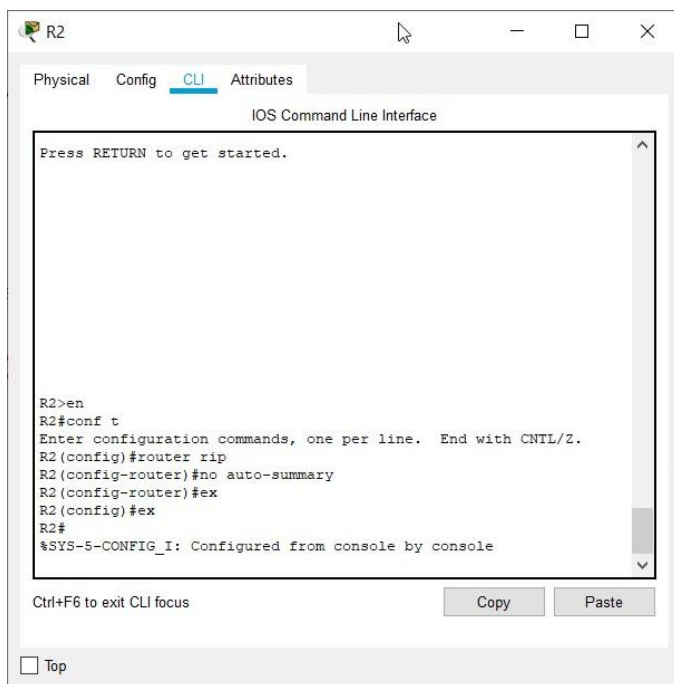 R2
Physical Config CLI Attributes
IOS Command Line Interface
Press RETURN to get started.
R2>en
R2#conf t
Enter configuration commands, one per line.  End with CNTL/Z.
R2(config)#router rip
R2(config-router)#no auto-summary
R2(config-router)#ex
R2(config)#ex
R2#
%SYS-5-CONFIG_I: Configured from console by console
Ctrl+F6 to exit CLI focus
Copy Paste
Top